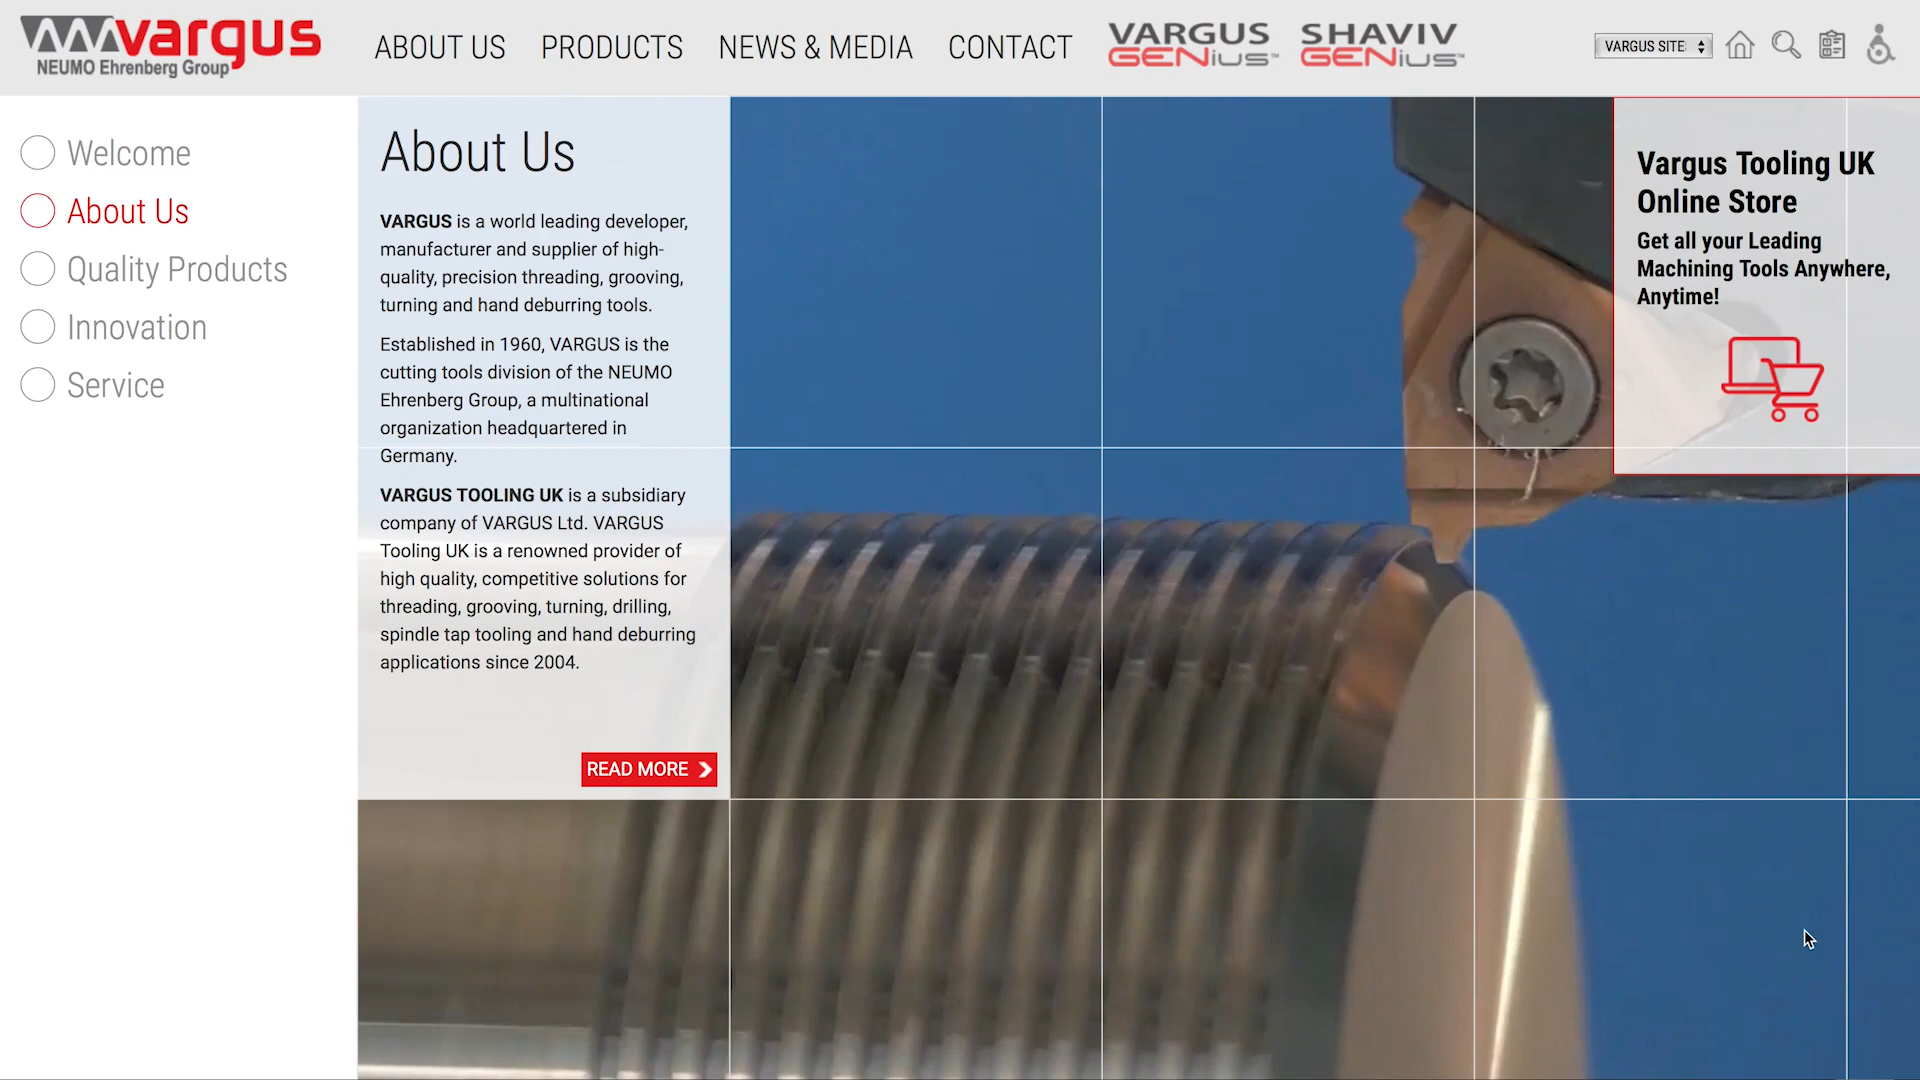 vargus
NEUMO Ehrenberg Group
ABOUT US
PRODUCTS
NEWS & MEDIA
CONTACT
VARGUS
GENius™
SHAVIV
GENius™
VARGUS SITE
Welcome
About Us
Quality Products
Innovation
Service
About Us
VARGUS is a world leading developer,
manufacturer and supplier of high-
quality, precision threading, grooving,
turning and hand deburring tools.
Established in 1960, VARGUS is the
cutting tools division of the NEUMO
Ehrenberg Group, a multinational
organization headquartered in
Germany.
VARGUS TOOLING UK is a subsidiary
company of VARGUS Ltd. VARGUS
Tooling UK is a renowned provider of
high quality, competitive solutions for
threading, grooving, turning, drilling,
spindle tap tooling and hand deburring
applications since 2004.
READ MORE
Vargus Tooling UK
Online Store
Get all your Leading
Machining Tools Anywhere,
Anytime!